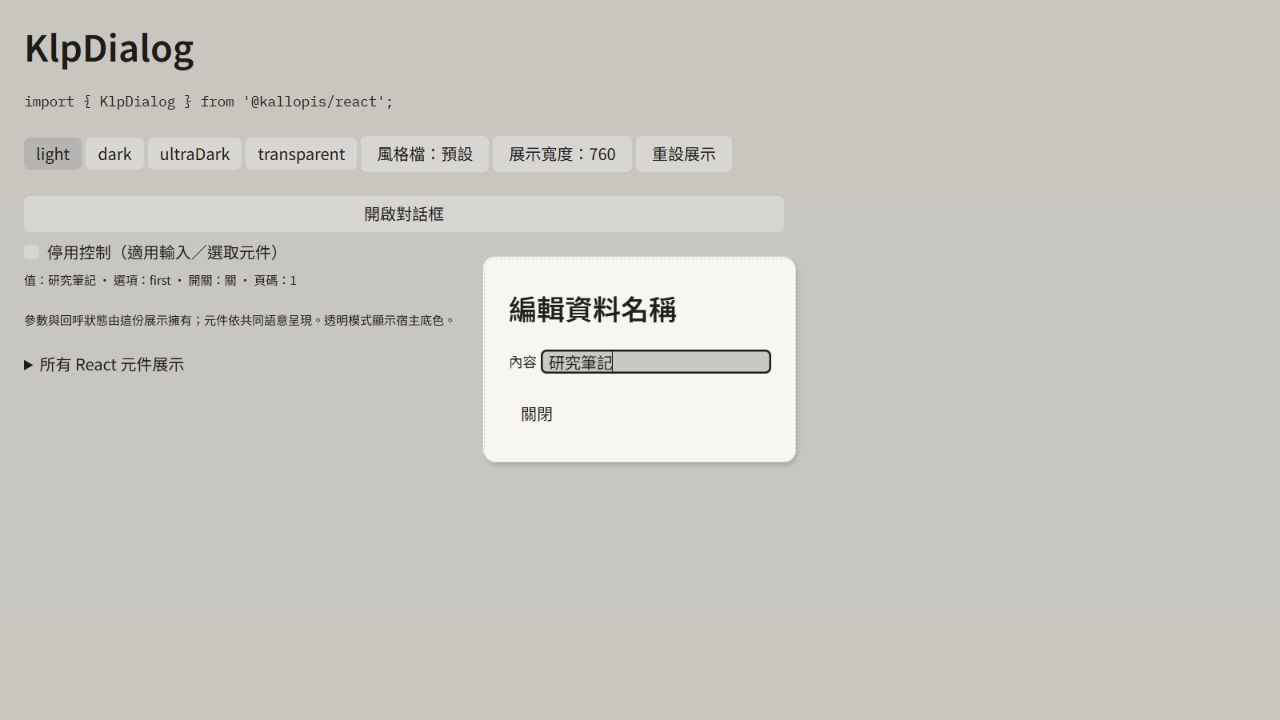 KlpDialog
import { KlpDialog } from '@kallopis/react';
light dark ultraDark transparent 風格檔：預設 展示寬度：760 重設展示
開啟對話框
停用控制（適用輸入／選取元件）
值：研究筆記 · 選項：first · 開關：關 · 頁碼：1
參數與回呼狀態由這份展示擁有；元件依共同語意呈現。透明模式顯示宿主底色。
▶ 所有 React 元件展示
編輯資料名稱
內容 研究筆記
關閉